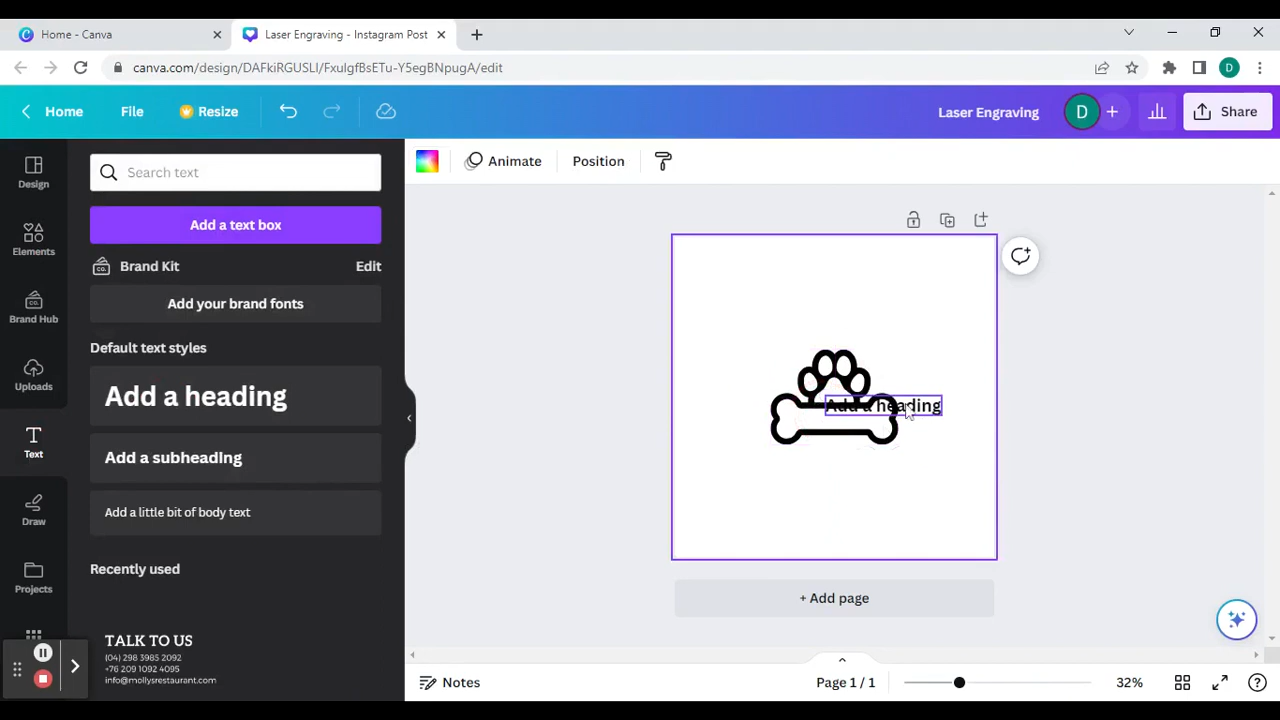 Home - Canva
Laser Engraving - Instagram Post
canva.com/design/DAFkiRGUSLI/FxulgfBsETu-Y5egBNpugA/edit
D
Home
File
Resize
Laser Engraving
D
Share
Design
Elements
Brand Hub
Uploads
Text
Draw
Projects
Search text
Add a text box
Brand Kit
Edit
CO.
Add your brand fonts
Default text styles
Add a heading
Add a subheading
Add a little bit of body text
Recently used
TALK TO US
(04) 298 3985 2092
+76 209 1092 4095
info@mollysrestaurant.com
Animate
Position
Add a heading
+ Add page
Notes
Page 1 / 1
32%